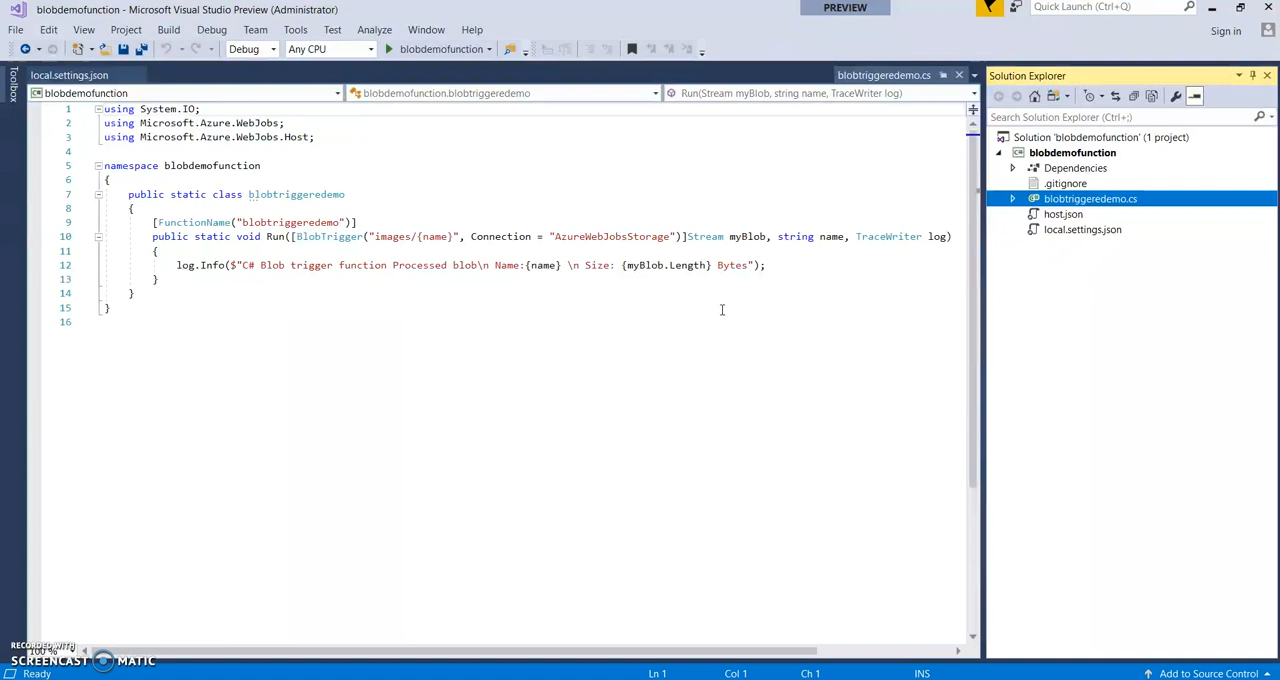 blobdemofunction - Microsoft Visual Studio Preview (Administrator)
PREVIEW
Quick Launch (Ctrl+Q)
File Edit View Project Build Debug Team Tools Test Analyze Window Help
Sign in
Debug Any CPU blobdemofunction
Toolbox
local.settings.json
blobtriggeredemo.cs
blobdemofunction
blobdemofunction.blobtriggeredemo
Run(Stream myBlob, string name, TraceWriter log)
1 using System.IO;
2 using Microsoft.Azure.WebJobs;
3 using Microsoft.Azure.WebJobs.Host;
4
5 namespace blobdemofunction
6 {
7 public static class blobtriggeredemo
8 {
9 [FunctionName("blobtriggeredemo")]
10 public static void Run([BlobTrigger("images/{name}", Connection = "AzureWebJobsStorage")]Stream myBlob, string name, TraceWriter log)
11 {
12 log.Info($"C# Blob trigger function Processed blob\n Name:{name} \n Size: {myBlob.Length} Bytes");
13 }
14 }
15 }
16
Solution Explorer
Search Solution Explorer (Ctrl+;)
Solution 'blobdemofunction' (1 project)
blobdemofunction
Dependencies
.gitignore
blobtriggeredemo.cs
host.json
local.settings.json
RECORDED WITH
100 %
SCREENCAST MATIC
Ready
Ln 1 Col 1 Ch 1 INS
Add to Source Control